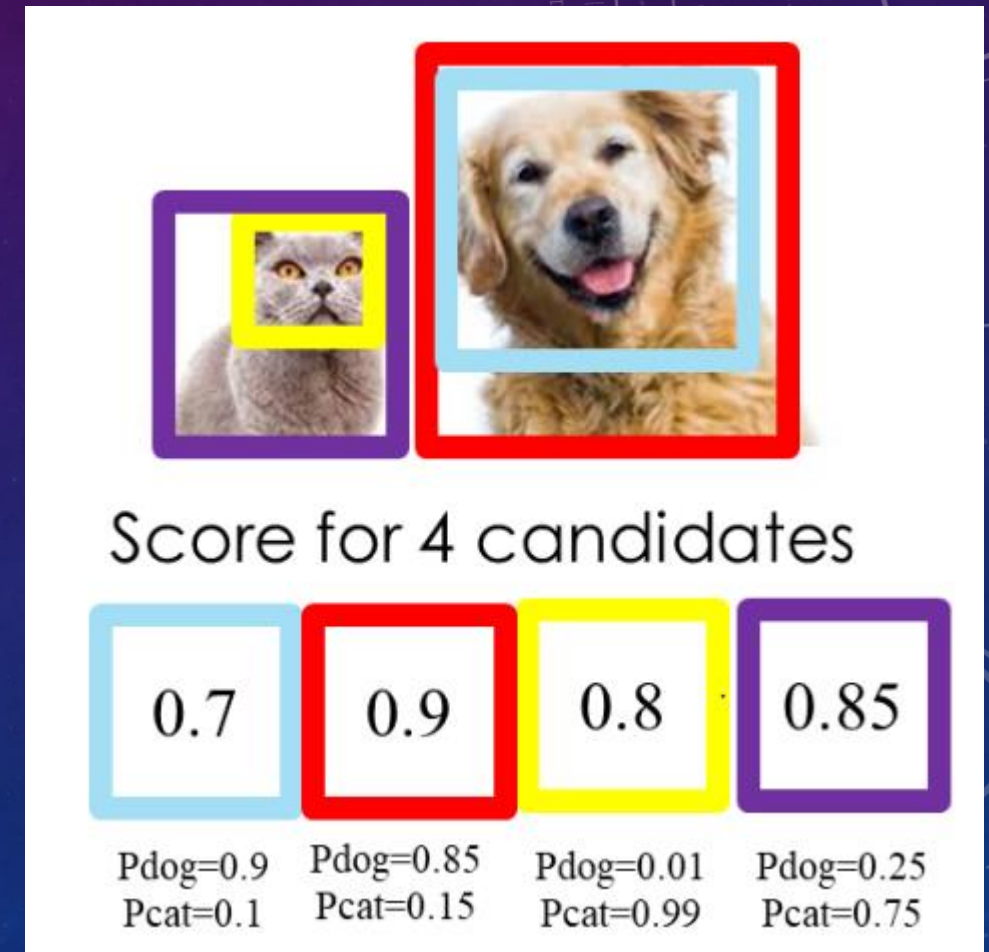 Score for 4 candidates
0.7 0.9 0.8 0.85
Pdog=0.9 Pdog=0.85 Pdog=0.01 Pdog=0.25
Pcat=0.1 Pcat=0.15 Pcat=0.99 Pcat=0.75